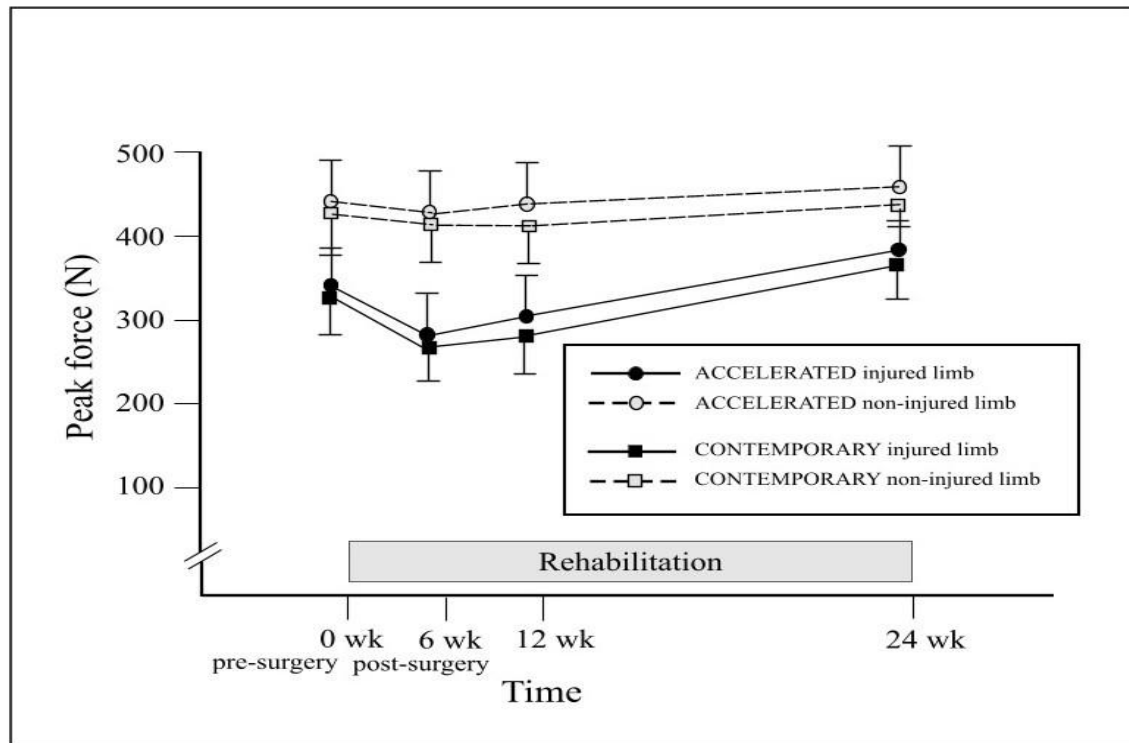 500
400
300
200
100
Peak force (N)
ACCELERATED injured limb
ACCELERATED non-injured limb
CONTEMPORARY injured limb
CONTEMPORARY non-injured limb
Rehabilitation
0 wk 6 wk 12 wk 24 wk
pre-surgery post-surgery
Time